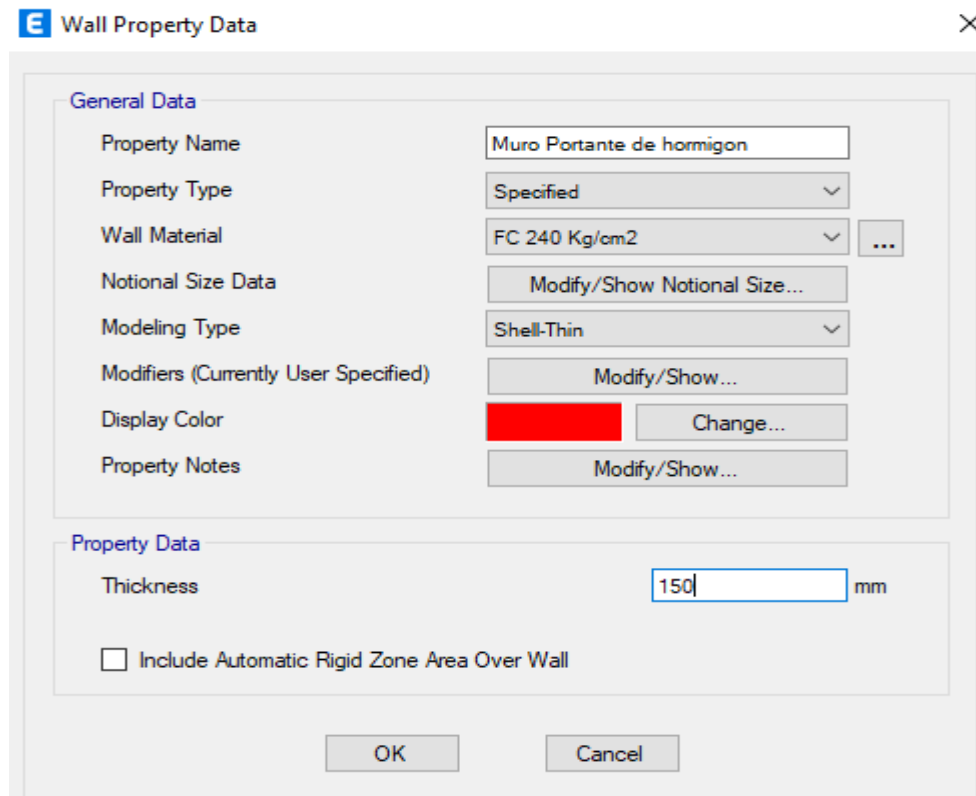 E Wall Property Data
General Data
Property Name Muro Portante de hormigon
Property Type Specified
Wall Material FC 240 Kg/cm2 ...
Notional Size Data Modify/Show Notional Size...
Modeling Type Shell-Thin
Modifiers (Currently User Specified) Modify/Show...
Display Color Change...
Property Notes Modify/Show...
Property Data
Thickness 150 mm
Include Automatic Rigid Zone Area Over Wall
OK Cancel